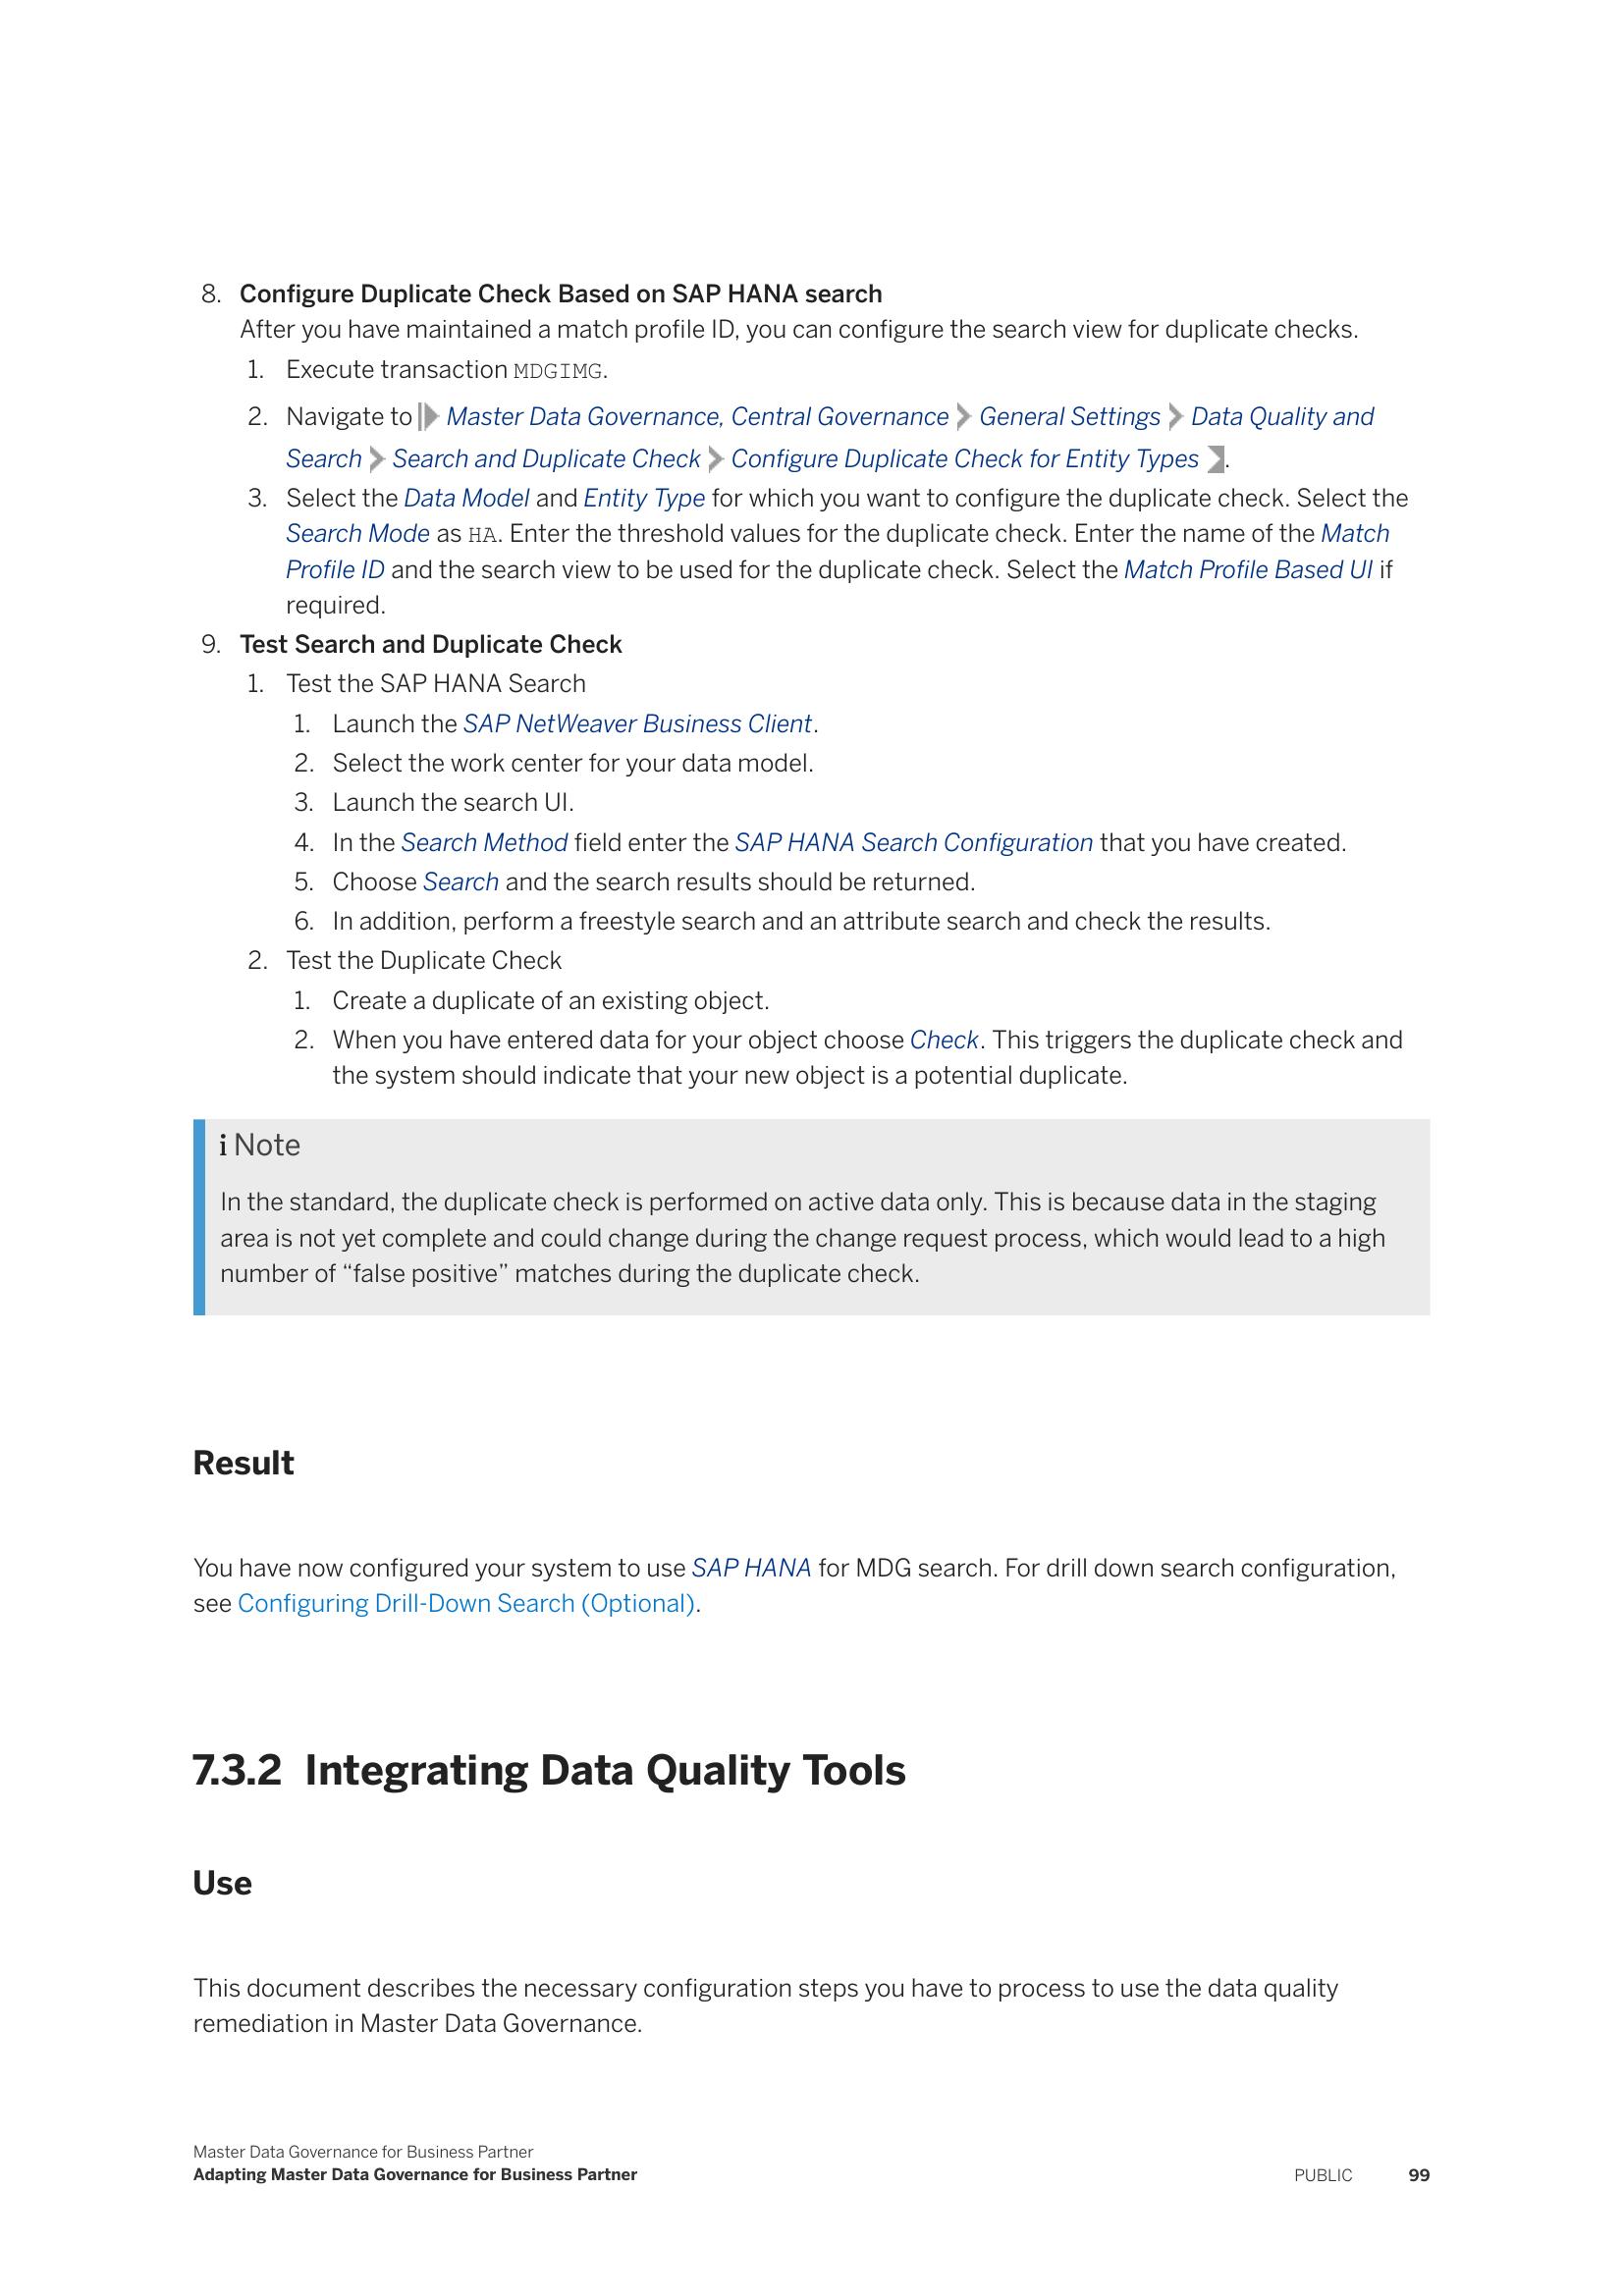 8. Configure Duplicate Check Based on SAP HANA search
After you have maintained a match profile ID, you can configure the search view for duplicate checks.
1. Execute transaction MDGIMG.
2. Navigate to Master Data Governance, Central Governance > General Settings > Data Quality and
Search > Search and Duplicate Check > Configure Duplicate Check for Entity Types.
3. Select the Data Model and Entity Type for which you want to configure the duplicate check. Select the
Search Mode as HA. Enter the threshold values for the duplicate check. Enter the name of the Match
Profile ID and the search view to be used for the duplicate check. Select the Match Profile Based UI if
required.
9. Test Search and Duplicate Check
1. Test the SAP HANA Search
1. Launch the SAP NetWeaver Business Client.
2. Select the work center for your data model.
3. Launch the search UI.
4. In the Search Method field enter the SAP HANA Search Configuration that you have created.
5. Choose Search and the search results should be returned.
6. In addition, perform a freestyle search and an attribute search and check the results.
2. Test the Duplicate Check
1. Create a duplicate of an existing object.
2. When you have entered data for your object choose Check. This triggers the duplicate check and
the system should indicate that your new object is a potential duplicate.
i Note
In the standard, the duplicate check is performed on active data only. This is because data in the staging
area is not yet complete and could change during the change request process, which would lead to a high
number of “false positive” matches during the duplicate check.
Result
You have now configured your system to use SAP HANA for MDG search. For drill down search configuration,
see Configuring Drill-Down Search (Optional).
7.3.2 Integrating Data Quality Tools
Use
This document describes the necessary configuration steps you have to process to use the data quality
remediation in Master Data Governance.
Master Data Governance for Business Partner
Adapting Master Data Governance for Business Partner
PUBLIC 99